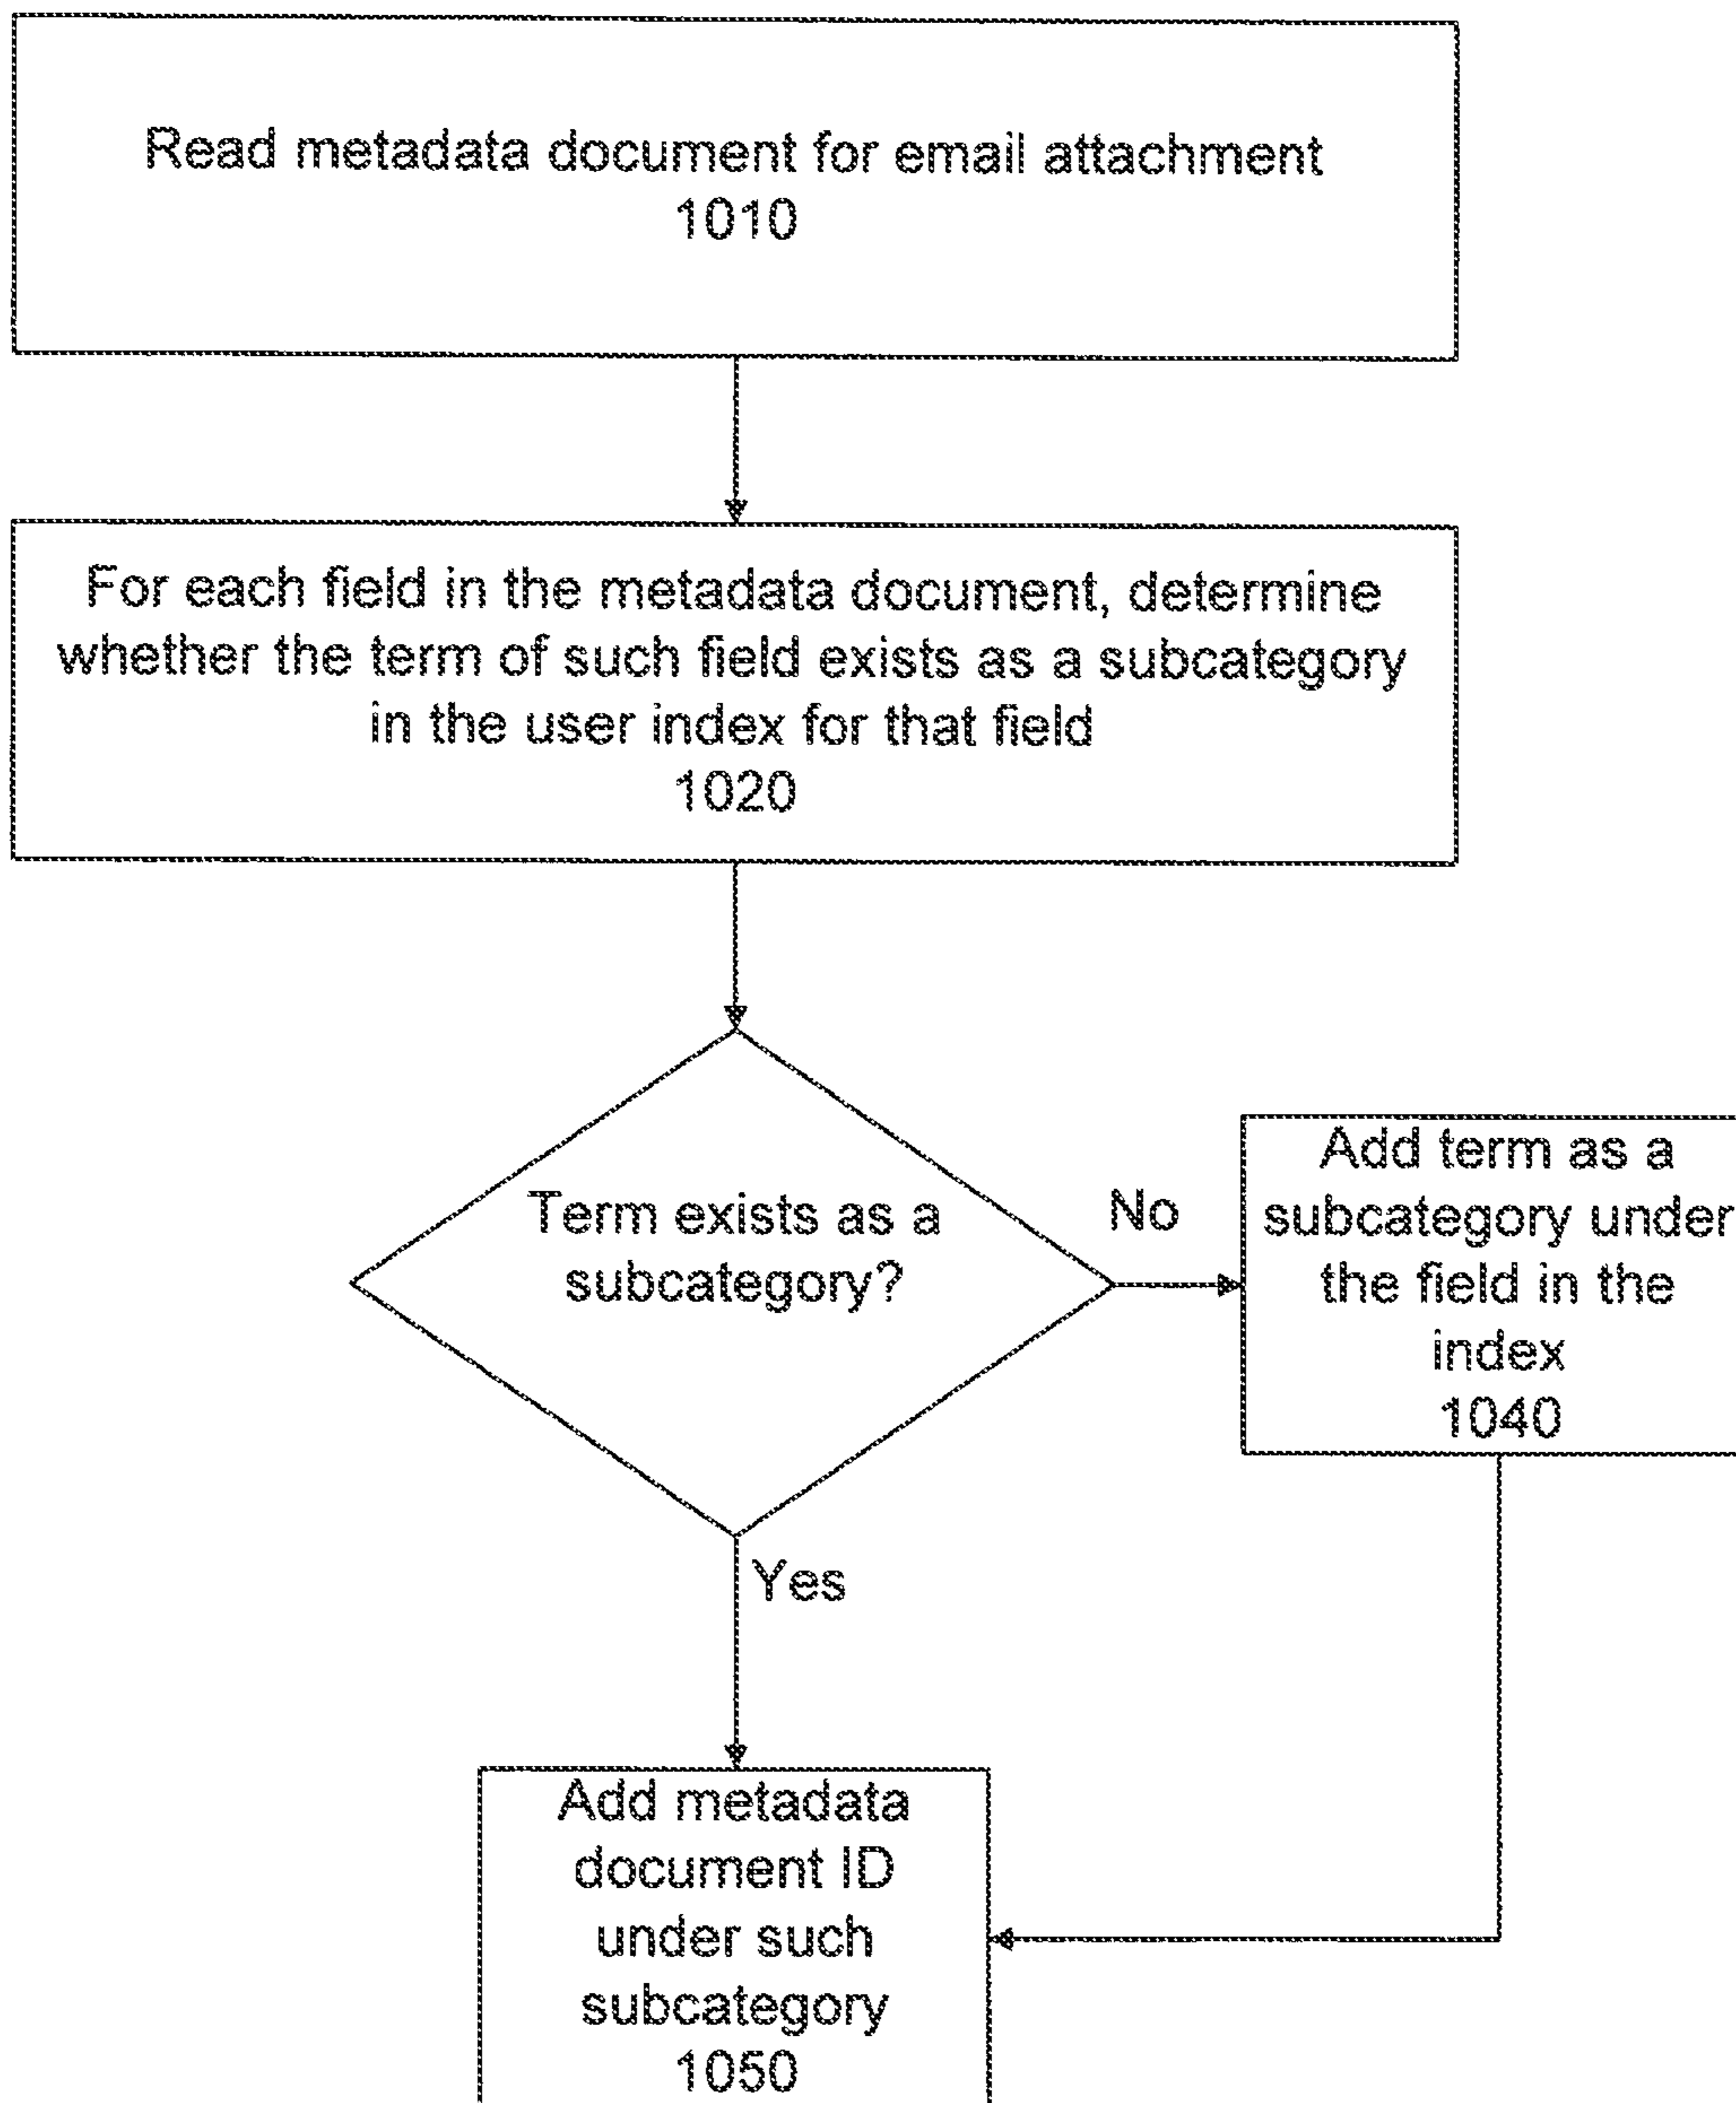 Read metadata document for email attachment
1010
For each field in the metadata document, determine
whether the term of such field exists as a subcategory
in the user index for that field
1020
Term exists as a
subcategory?
No
Add term as a
subcategory under
the field in the
index
1040
Yes
Add metadata
document ID
under such
subcategory
1050